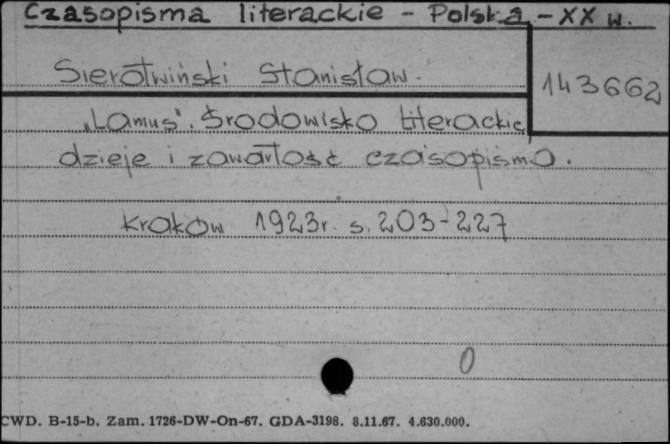 Czasopisma literackie - Polska - XX w.
Sierotwiński Stanisław.
143662
"Lamus". Środowisko literackie
dzieje i zawartość czasopisma.
Kraków 1923r. s. 203-227
0
CWD. B-15-b. Zam. 1726-DW-On-67. GDA-3198. 8.11.67. 4.630.000.